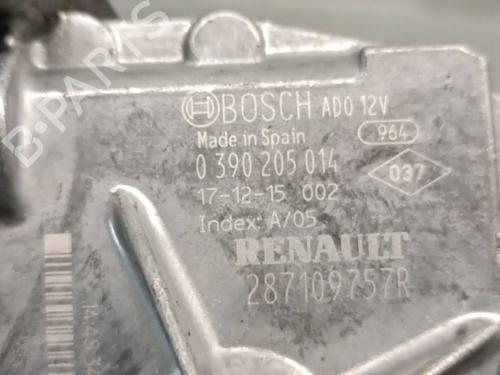 BOSCH ADO 12V
Made in Spain 964
0 390 205 014 037
17-12-15 002
Index: A/05
RENAULT
287109757R
B-PARTS